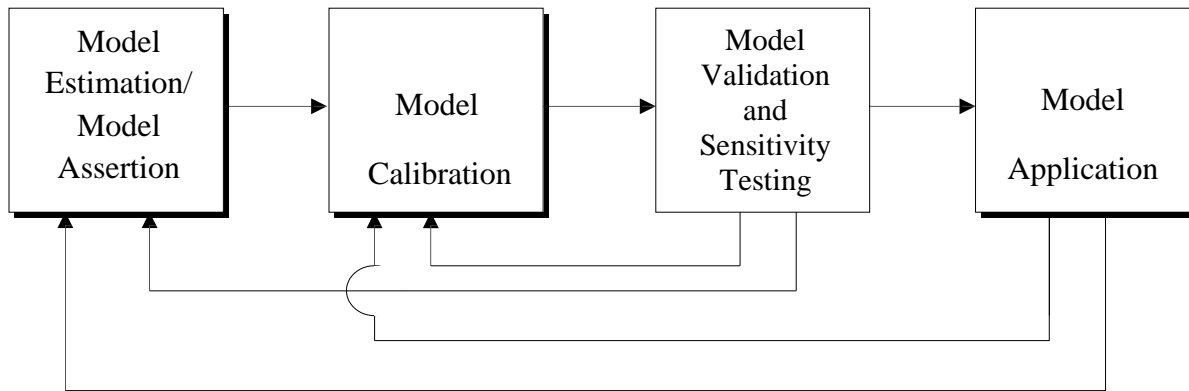 Model
Estimation/
Model
Assertion
Model
Calibration
Model
Validation
and
Sensitivity
Testing
Model
Application